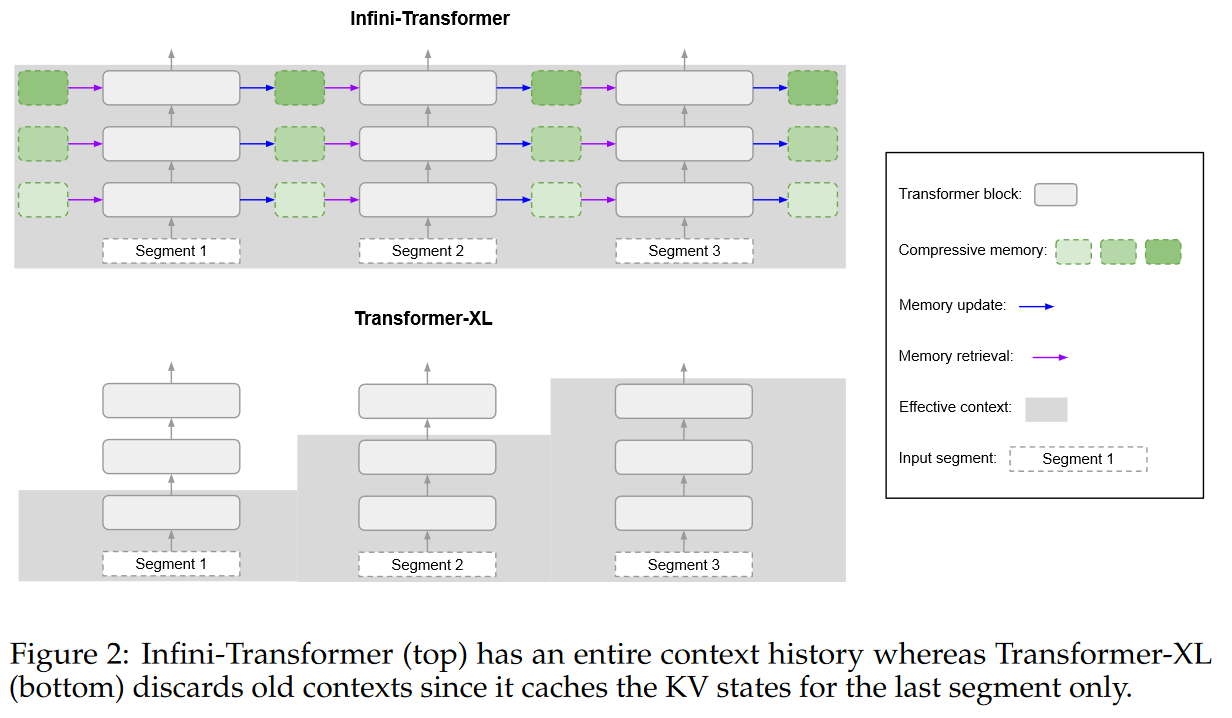 Infini-Transformer
Segment 1
Segment 2
Segment 3
Transformer-XL
Segment 1
Segment 2
Segment 3
Transformer block:
Compressive memory:
Memory update:
Memory retrieval:
Effective context:
Input segment:
Segment 1
Figure 2: Infini-Transformer (top) has an entire context history whereas Transformer-XL
(bottom) discards old contexts since it caches the KV states for the last segment only.